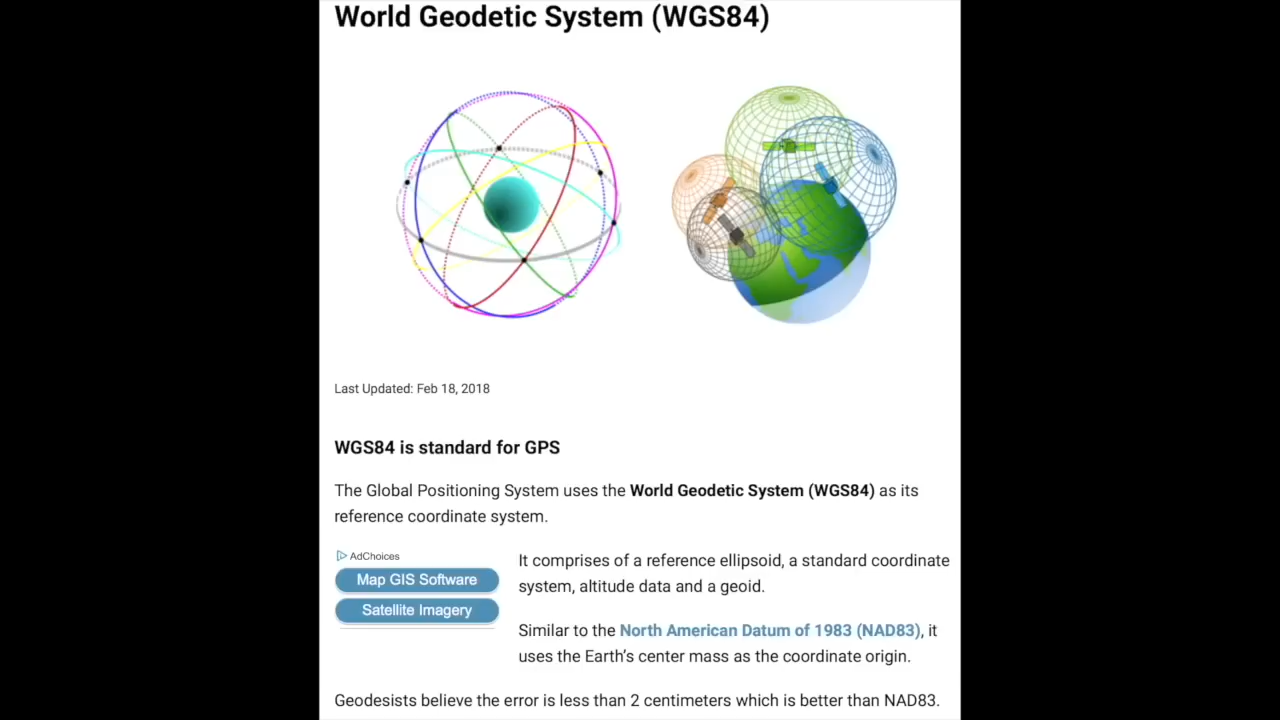 World Geodetic System (WGS84)
Last Updated: Feb 18, 2018
WGS84 is standard for GPS
The Global Positioning System uses the World Geodetic System (WGS84) as its
reference coordinate system.
AdChoices
Map GIS Software
Satellite Imagery
It comprises of a reference ellipsoid, a standard coordinate
system, altitude data and a geoid.
Similar to the North American Datum of 1983 (NAD83), it
uses the Earth’s center mass as the coordinate origin.
Geodesists believe the error is less than 2 centimeters which is better than NAD83.